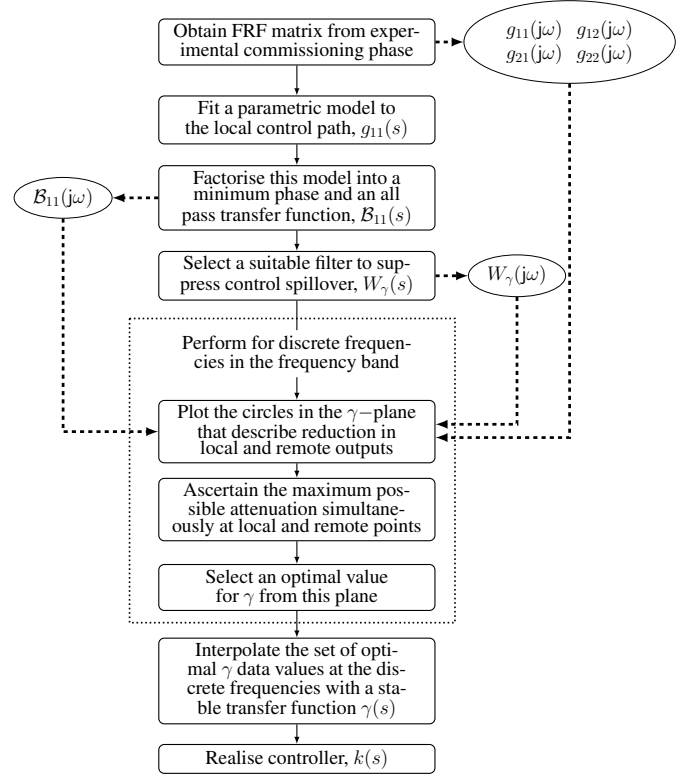 Obtain FRF matrix from exper-
imental commissioning phase
g₁₁(jω) g₁₂(jω)
g₂₁(jω) g₂₂(jω)
Fit a parametric model to
the local control path, g₁₁(s)
Factorise this model into a
minimum phase and an all
pass transfer function, ℬ₁₁(s)
ℬ₁₁(jω)
Select a suitable filter to sup-
press control spillover, Wᵧ(s)
Wᵧ(jω)
Perform for discrete frequen-
cies in the frequency band
Plot the circles in the γ−plane
that describe reduction in
local and remote outputs
Ascertain the maximum pos-
sible attenuation simultane-
ously at local and remote points
Select an optimal value
for γ from this plane
Interpolate the set of opti-
mal γ data values at the dis-
crete frequencies with a sta-
ble transfer function γ(s)
Realise controller, k(s)